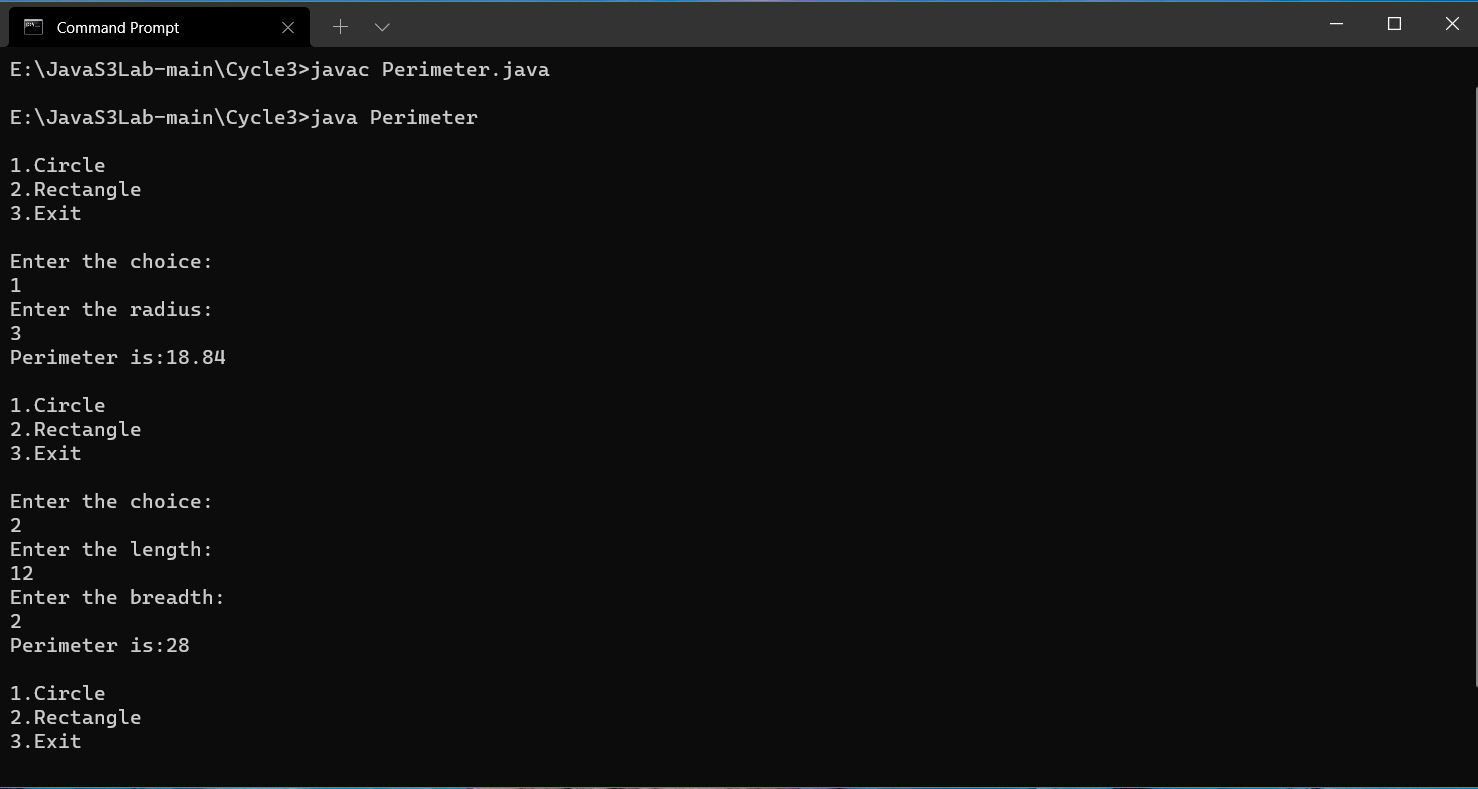 Command Prompt
E:\JavaS3Lab-main\Cycle3>javac Perimeter.java
E:\JavaS3Lab-main\Cycle3>java Perimeter
1.Circle
2.Rectangle
3.Exit
Enter the choice:
1
Enter the radius:
3
Perimeter is:18.84
1.Circle
2.Rectangle
3.Exit
Enter the choice:
2
Enter the length:
12
Enter the breadth:
2
Perimeter is:28
1.Circle
2.Rectangle
3.Exit